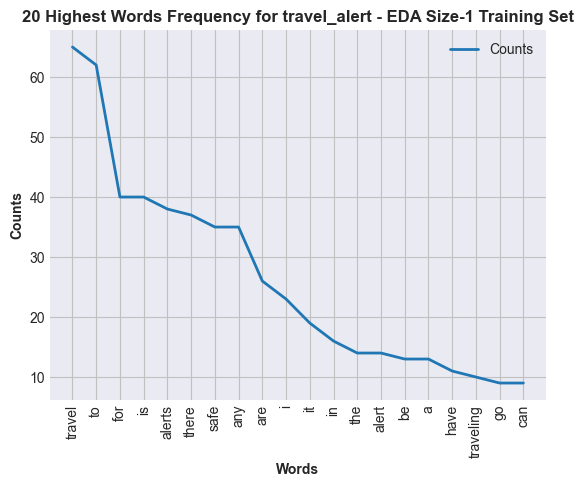 20 Highest Words Frequency for travel_alert - EDA Size-1 Training Set
Counts
60
50
40
30
20
10
Counts
travel
to
for
is
alerts
there
safe
any
are
i
it
in
the
alert
be
a
have
traveling
go
can
Words